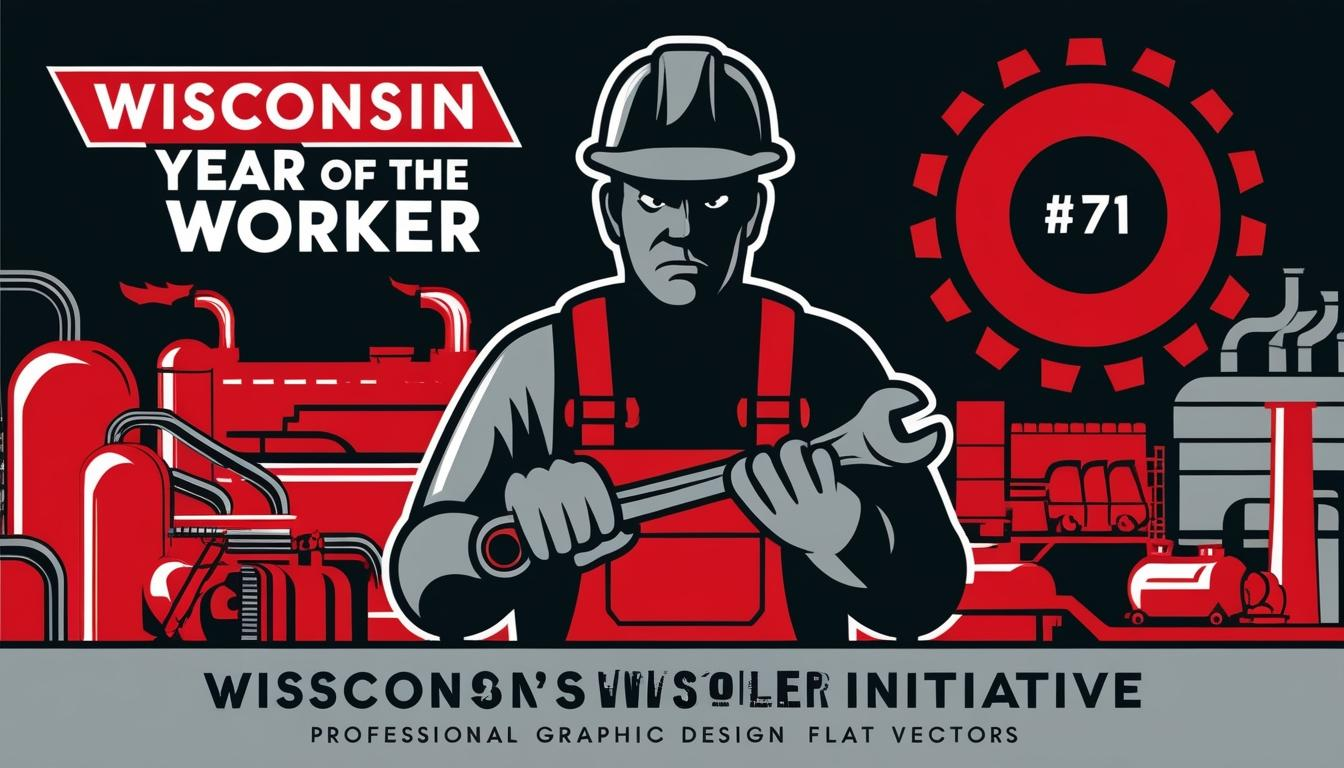 WISCONSIN
YEAR OF THE
WORKER
#71
INITIATIVE
PROFESSIONAL GRAPHIC DESIGN FLAT VECTORS